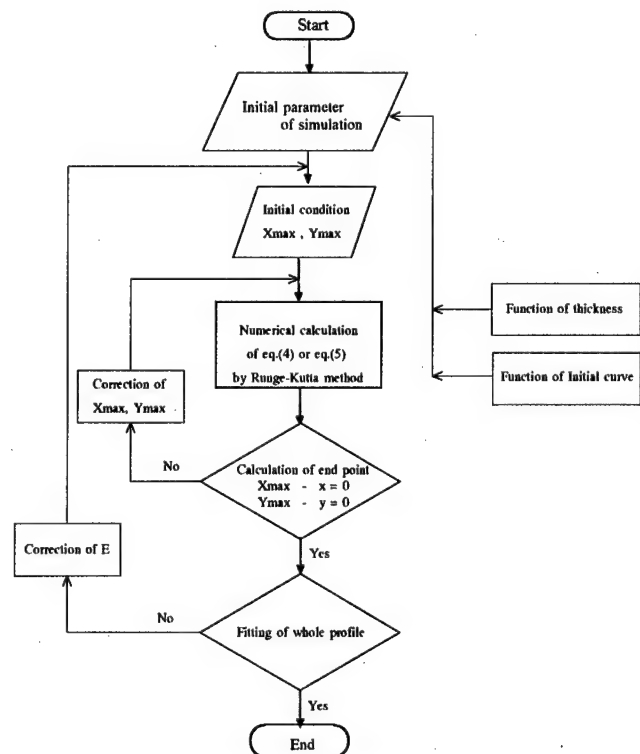 Start
Initial parameter
of simulation
Initial condition
Xmax , Ymax
Numerical calculation
of eq.(4) or eq.(5)
by Runge-Kutta method
Function of thickness
Function of Initial curve
Correction of
Xmax, Ymax
No
Calculation of end point
Xmax - x = 0
Ymax - y = 0
Yes
Correction of E
No
Fitting of whole profile
Yes
End